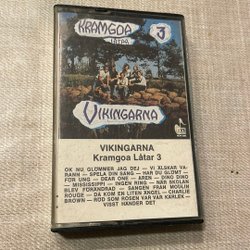 KRAMGOA
LÅTAR
3
VIKINGARNA
VIKINGARNA
Kramgoa Låtar 3
OK NU GLÖMMER JAG DEJ - VI ÄLSKAR VA-
RANN - SPELA DIN SÅNG - HAR DU GLÖMT -
FÖR UNG - DEAR ONE - AREN - DING DING
- MISSISSIPPI - INGEN RING - NÄR SKOLAN
BLEV FÖRÄNDRAD - SÅNGEN FRÅN MOULIN
ROUGE - DÅ KOM EN LITEN ÄNGEL - CHARLIE
BROWN - RÖD SOM ROSEN VAR VÅR KÄRLEK -
VISST HÄNDER DET